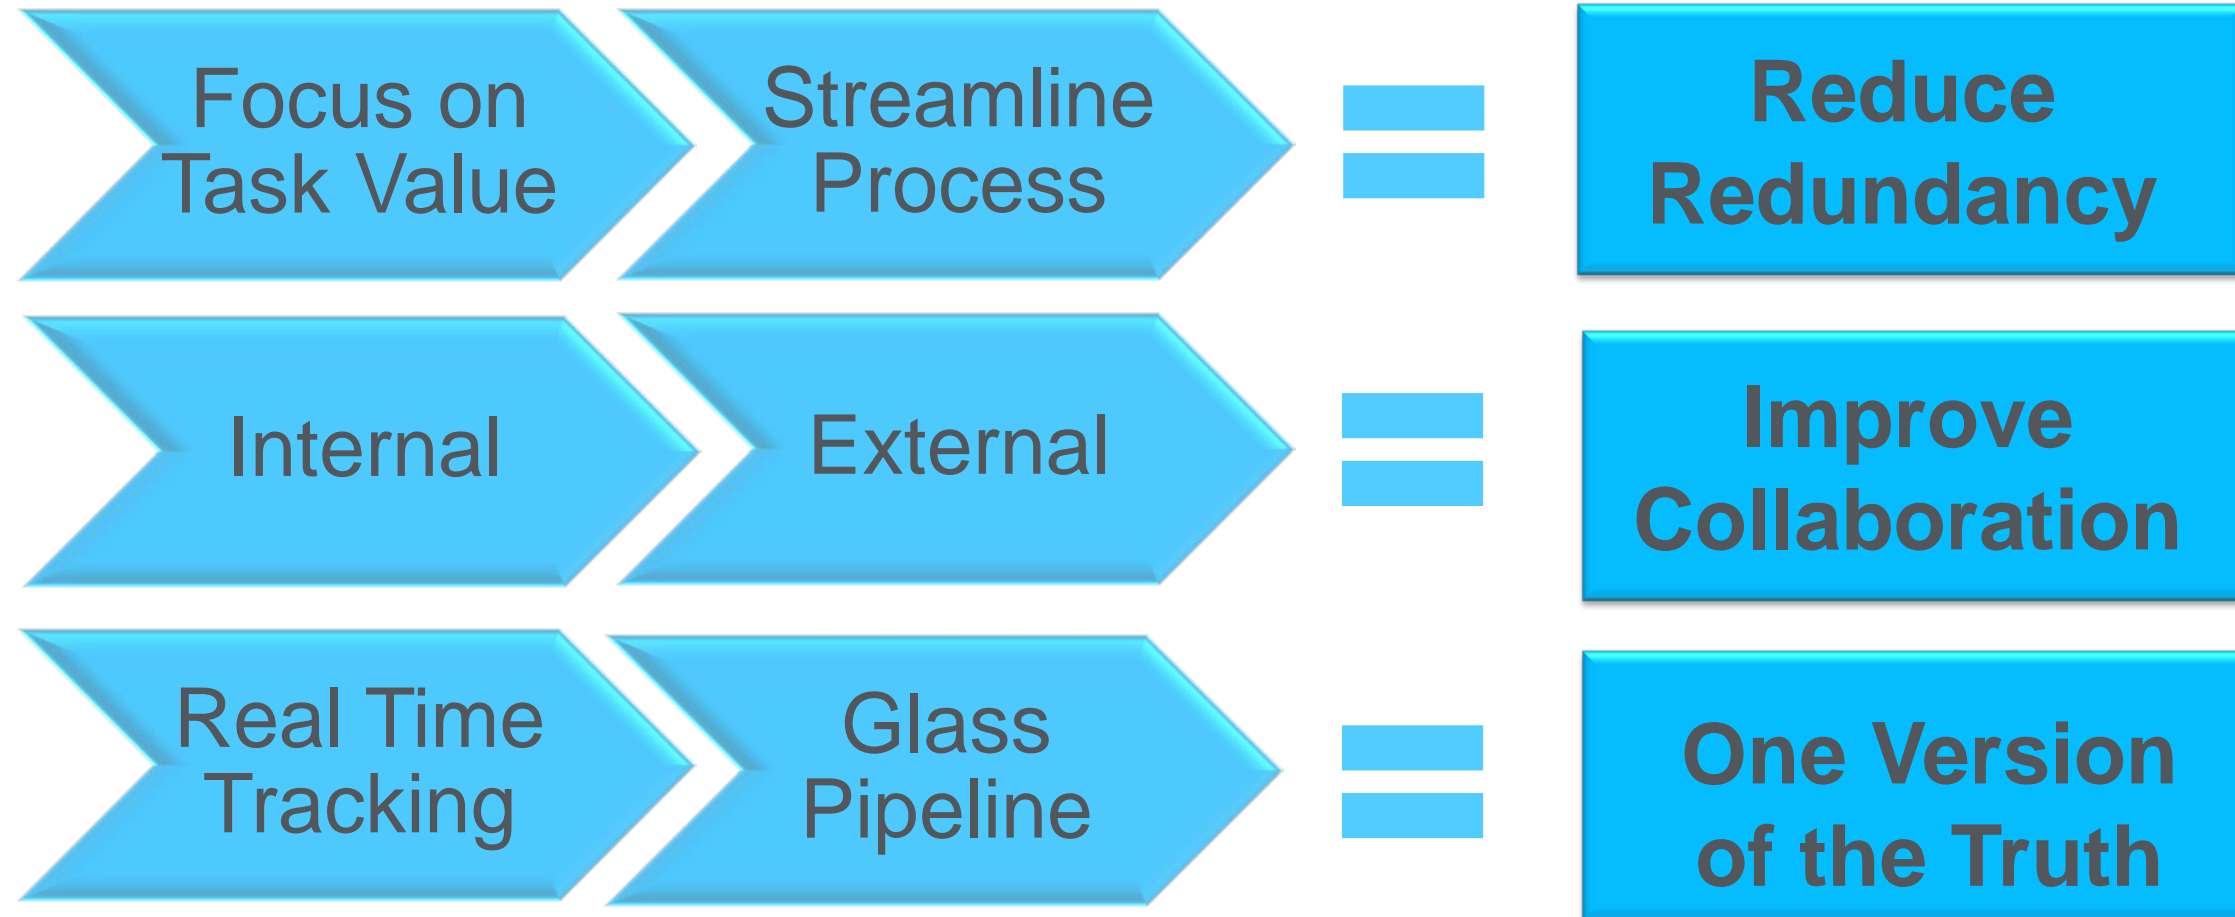 Focus on
Task Value
Streamline
Process
Reduce
Redundancy
Internal
External
Improve
Collaboration
Real Time
Tracking
Glass
Pipeline
One Version
of the Truth